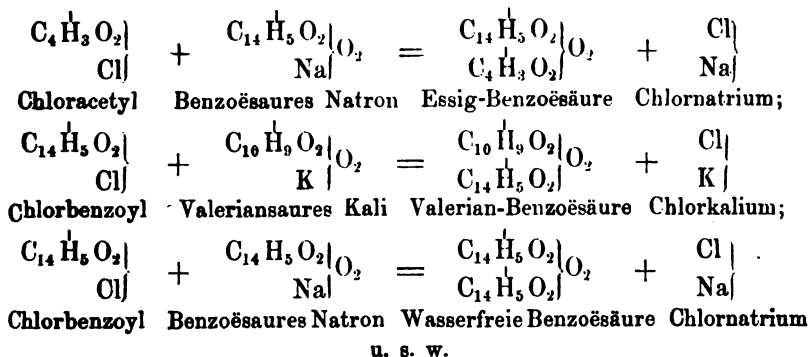 C₄H₃O₂ + C₁₄H₅O₂ O₂ = C₁₄H₅O₂ O₂ + Cl
Cl Na C₄H₃O₂ Na
Chloracetyl Benzoësaures Natron Essig-Benzoësäure Chlornatrium;
C₁₄H₅O₂ + C₁₀H₉O₂ O₂ = C₁₀H₉O₂ O₂ + Cl
Cl K C₁₄H₅O₂ K
Chlorbenzoyl Valeriansaures Kali Valerian-Benzoësäure Chlorkalium;
C₁₄H₅O₂ + C₁₄H₅O₂ O₂ = C₁₄H₅O₂ O₂ + Cl
Cl Na C₁₄H₅O₂ Na
Chlorbenzoyl Benzoësaures Natron Wasserfreie Benzoësäure Chlornatrium
u. s. w.